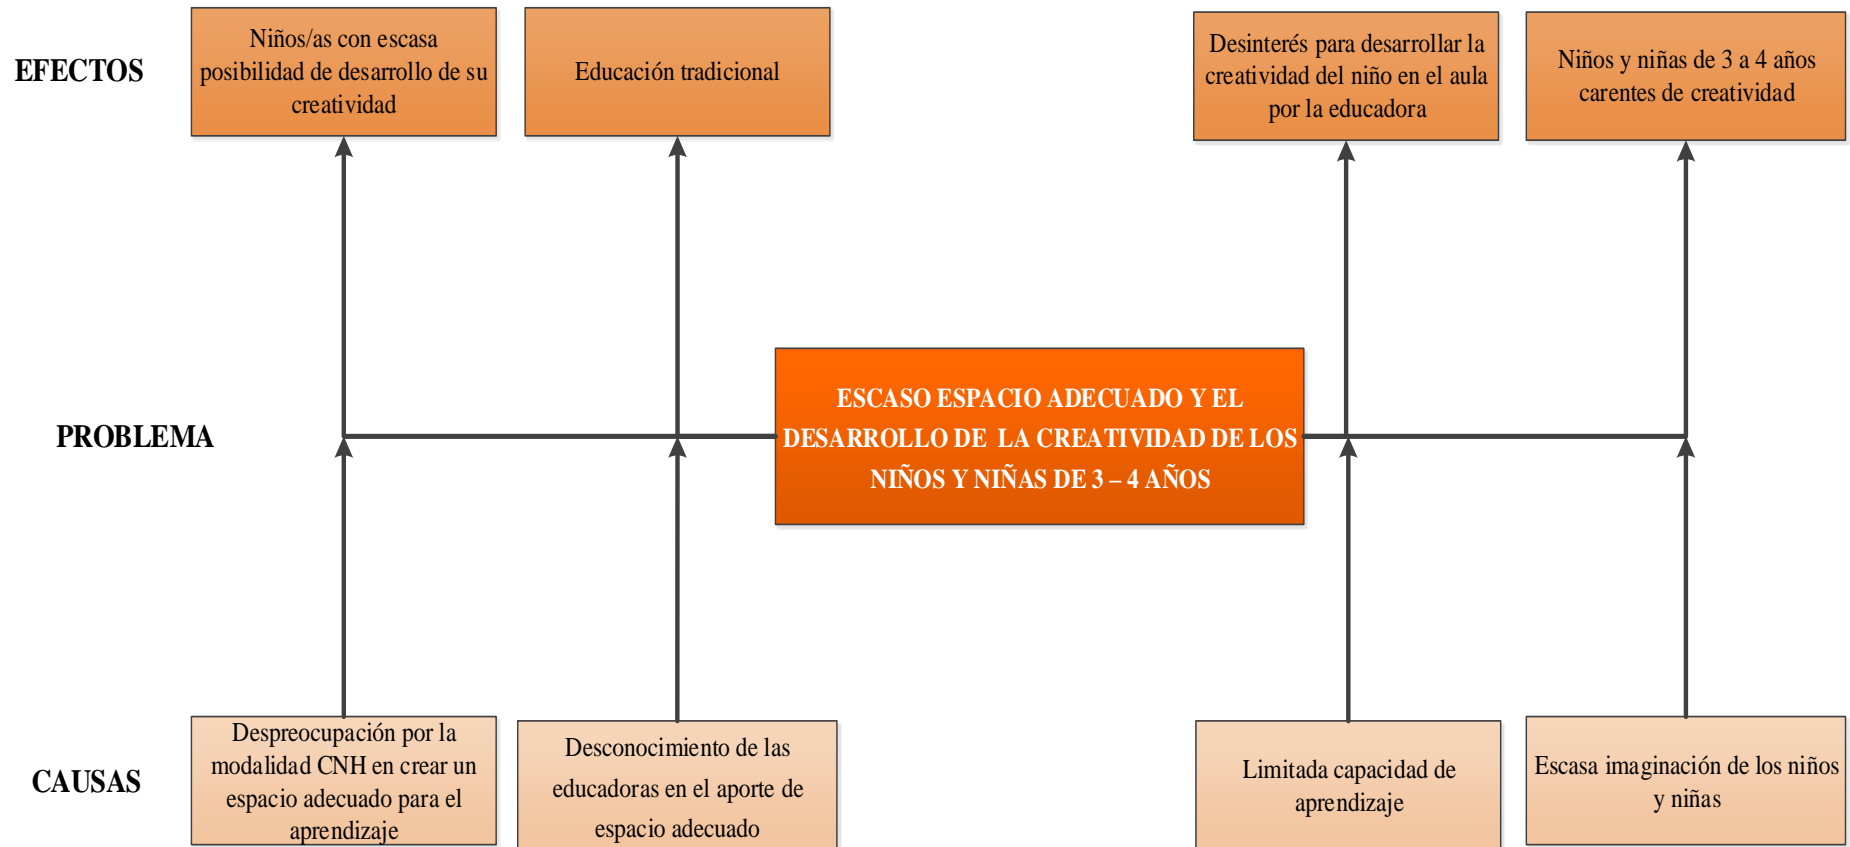 EFECTOS
Niños/as con escasa
posibilidad de desarrollo de su
creatividad
Educación tradicional
Desinterés para desarrollar la
creatividad del niño en el aula
por la educadora
Niños y niñas de 3 a 4 años
carentes de creatividad
PROBLEMA
ESCASO ESPACIO ADECUADO Y EL
DESARROLLO DE LA CREATIVIDAD DE LOS
NIÑOS Y NIÑAS DE 3 – 4 AÑOS
CAUSAS
Despreocupación por la
modalidad CNH en crear un
espacio adecuado para el
aprendizaje
Desconocimiento de las
educadoras en el aporte de
espacio adecuado
Limitada capacidad de
aprendizaje
Escasa imaginación de los niños
y niñas